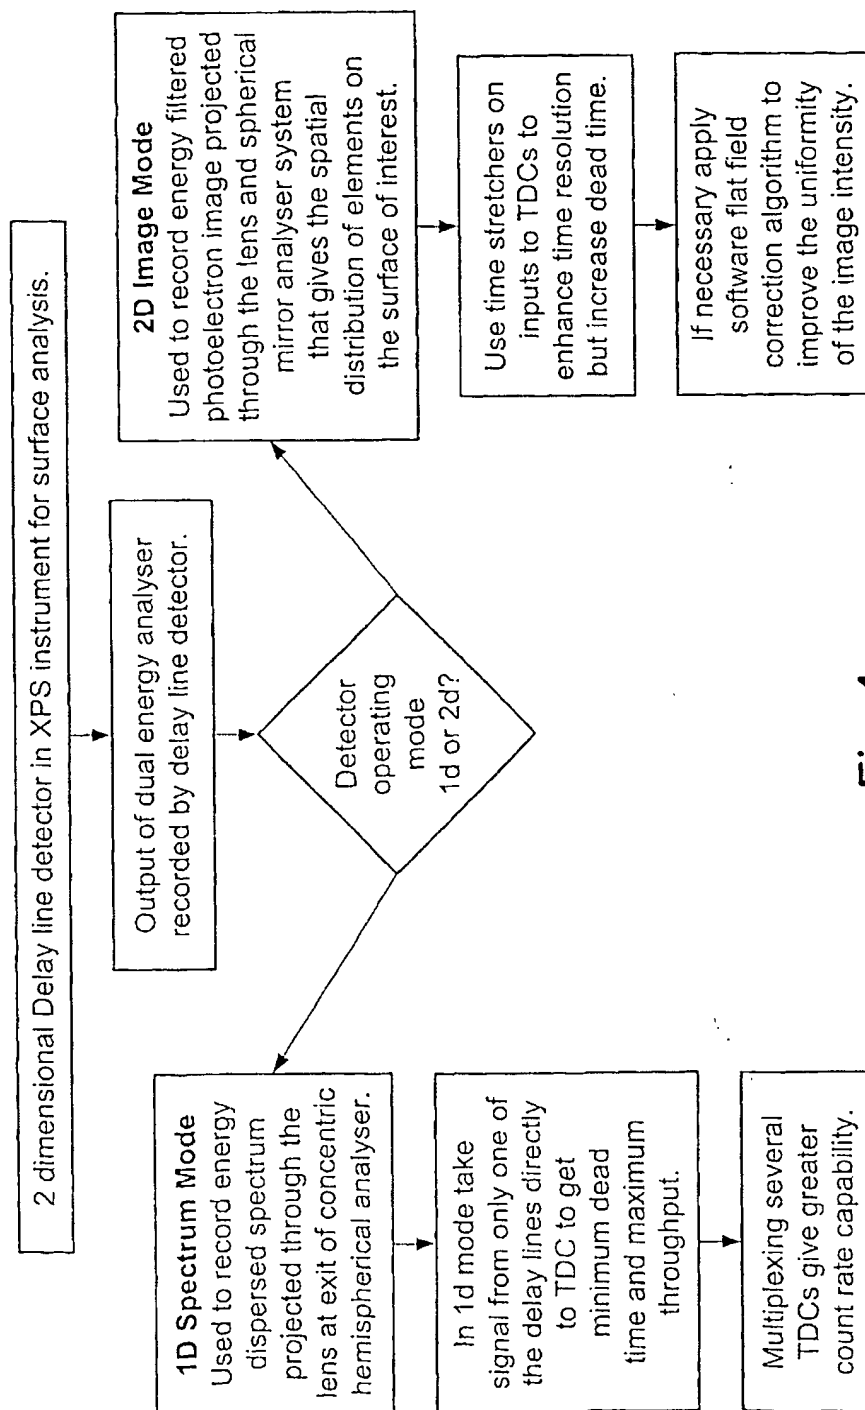 2 dimensional Delay line detector in XPS instrument for surface analysis.
Output of dual energy analyser
recorded by delay line detector.
Detector
operating
mode
1d or 2d?
1D Spectrum Mode
Used to record energy
dispersed spectrum
projected through the
lens at exit of concentric
hemispherical analyser.
In 1d mode take
signal from only one of
the delay lines directly
to TDC to get
minimum dead
time and maximum
throughput.
Multiplexing several
TDCs give greater
count rate capability.
2D Image Mode
Used to record energy filtered
photoelectron image projected
through the lens and spherical
mirror analyser system
that gives the spatial
distribution of elements on
the surface of interest.
Use time stretchers on
inputs to TDCs to
enhance time resolution
but increase dead time.
If necessary apply
software flat field
correction algorithm to
improve the uniformity
of the image intensity.